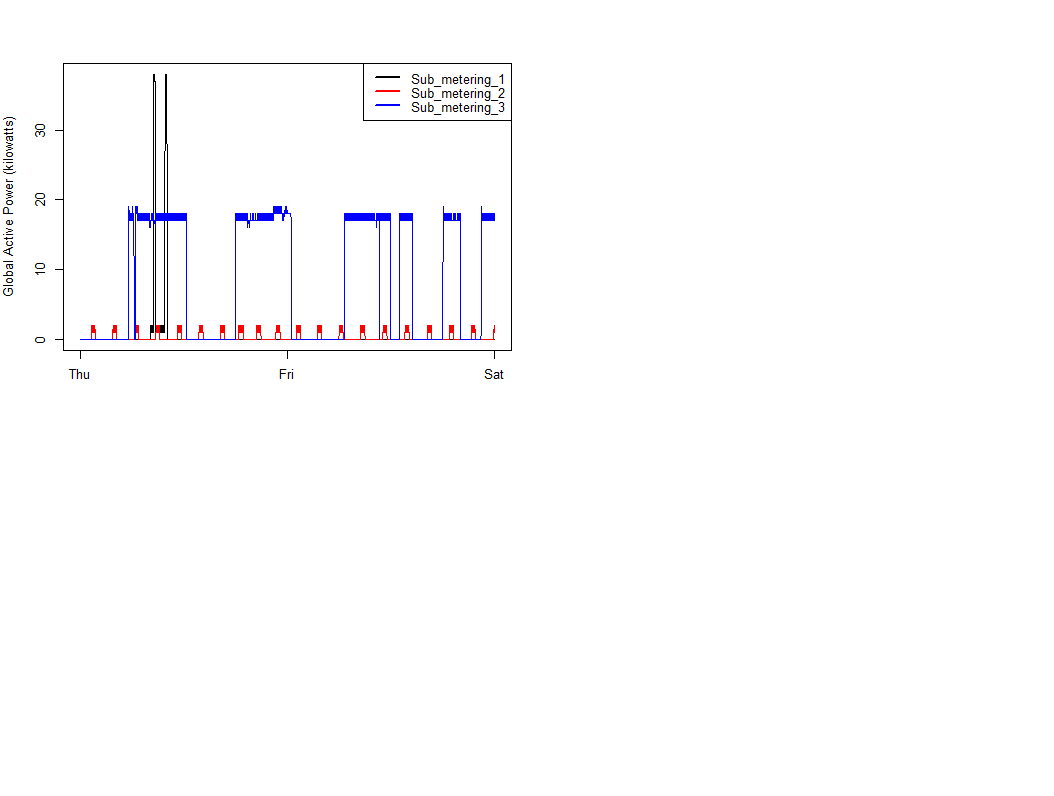 Sub_metering_1
Sub_metering_2
Sub_metering_3
Global Active Power (kilowatts)
30
20
10
0
Thu Fri Sat